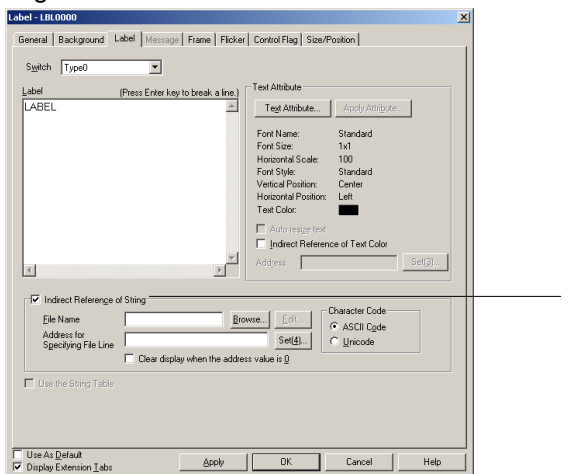 Label - LBL0000
General Background Label Message Frame Flicker Control Flag Size/Position
Switch Type0
Label (Press Enter key to break a line.)
LABEL
Text Attribute
Text Attribute... Apply Attribute...
Font Name: Standard
Font Size: 1x1
Horizontal Scale: 100
Font Style: Standard
Vertical Position: Center
Horizontal Position: Left
Text Color:
Auto resize text
Indirect Reference of Text Color
Address Set(3)...
Indirect Reference of String
File Name Browse... Edit...
Address for
Specifying File Line Set(4)...
Clear display when the address value is 0
Character Code
ASCII Code
Unicode
Use the String Table
Use As Default
Display Extension Tabs
Apply OK Cancel Help